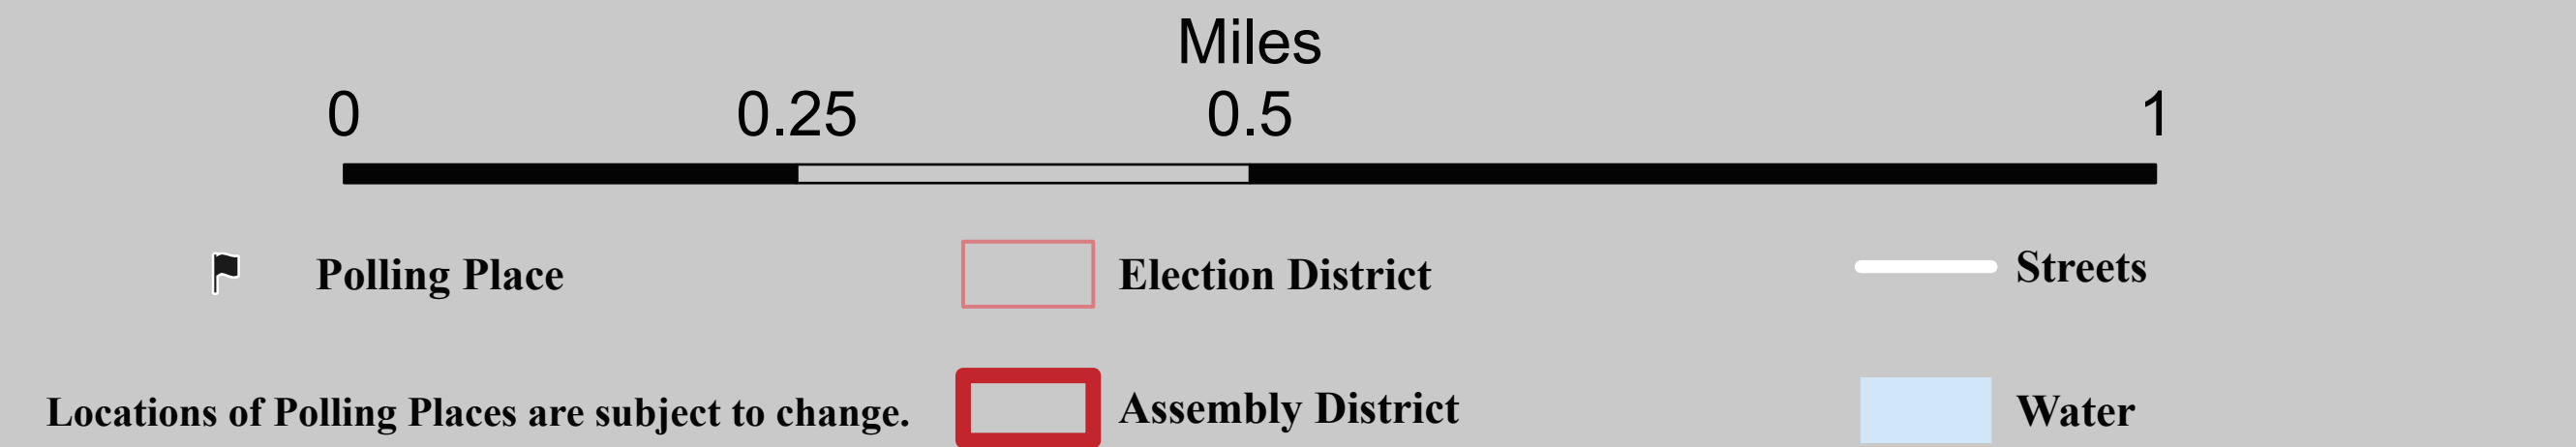 Miles
0 0.25 0.5 1
Polling Place Election District Streets
Locations of Polling Places are subject to change. Assembly District Water